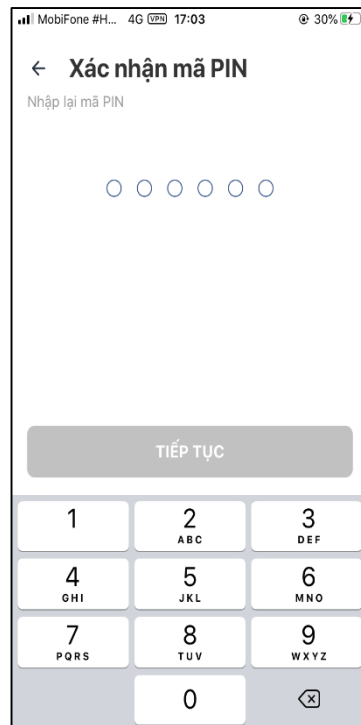 MobiFone #H... 4G VPN 17:03 30%
Xác nhận mã PIN
Nhập lại mã PIN
TIẾP TỤC
1 2 3
ABC DEF
4 5 6
GHI JKL MNO
7 8 9
PQRS TUV WXYZ
0